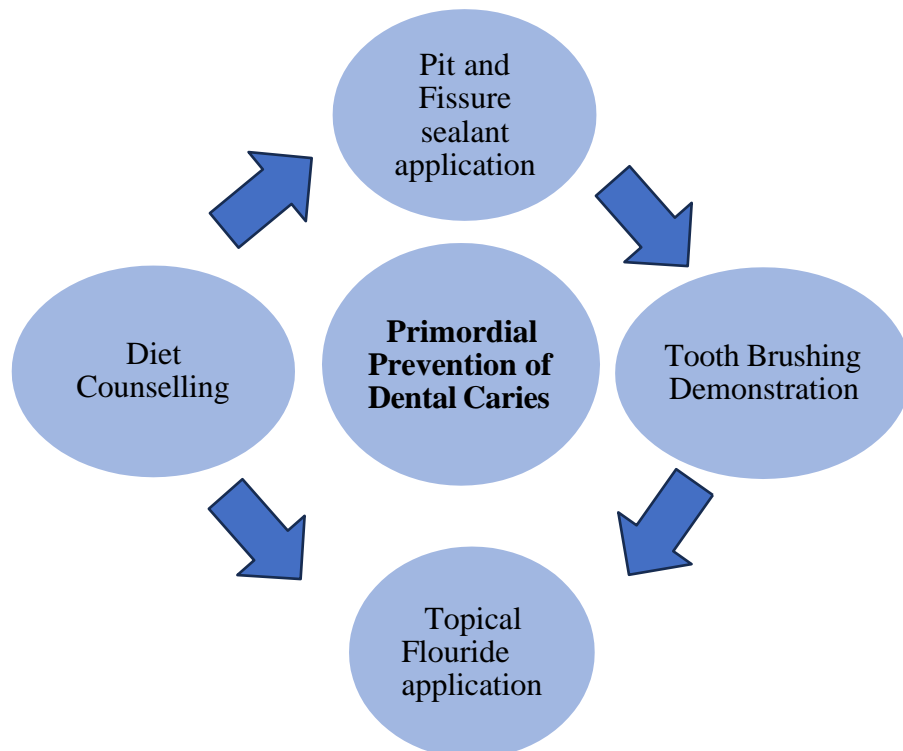 Pit and
Fissure
sealant
application
Diet
Counselling
Primordial
Prevention of
Dental Caries
Tooth Brushing
Demonstration
Topical
Flouride
application